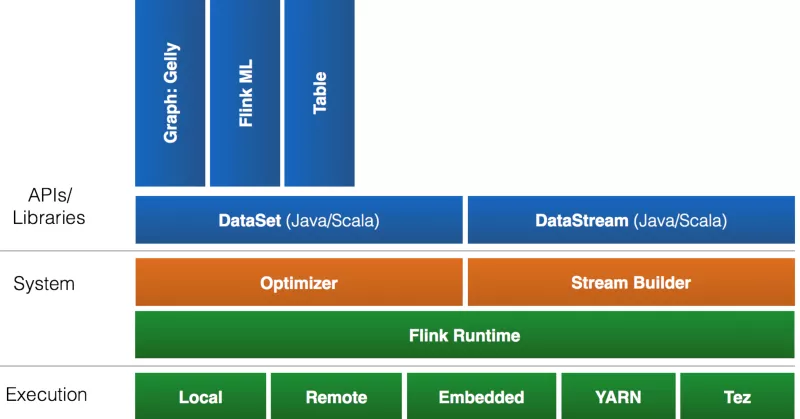 Graph: Gelly
Flink ML
Table
APIs/
Libraries
DataSet (Java/Scala)
DataStream (Java/Scala)
System
Optimizer
Stream Builder
Flink Runtime
Execution
Local
Remote
Embedded
YARN
Tez